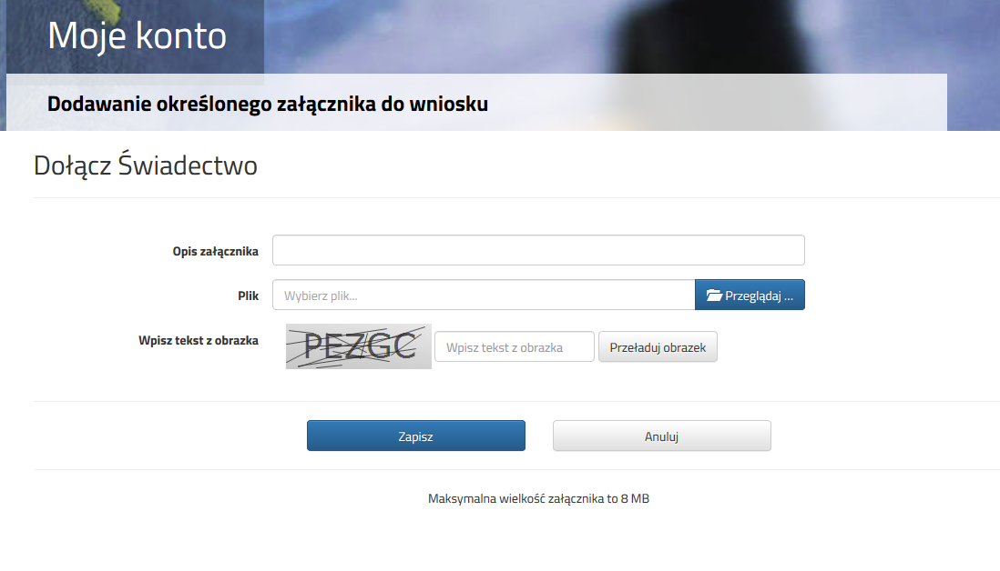 Moje konto
Dodawanie określonego załącznika do wniosku
Dołącz Świadectwo
Opis załącznika
Plik Wybierz plik... Przeglądaj ...
Wpisz tekst z obrazka PEZGC Wpisz tekst z obrazka Przeładuj obrazek
Zapisz Anuluj
Maksymalna wielkość załącznika to 8 MB